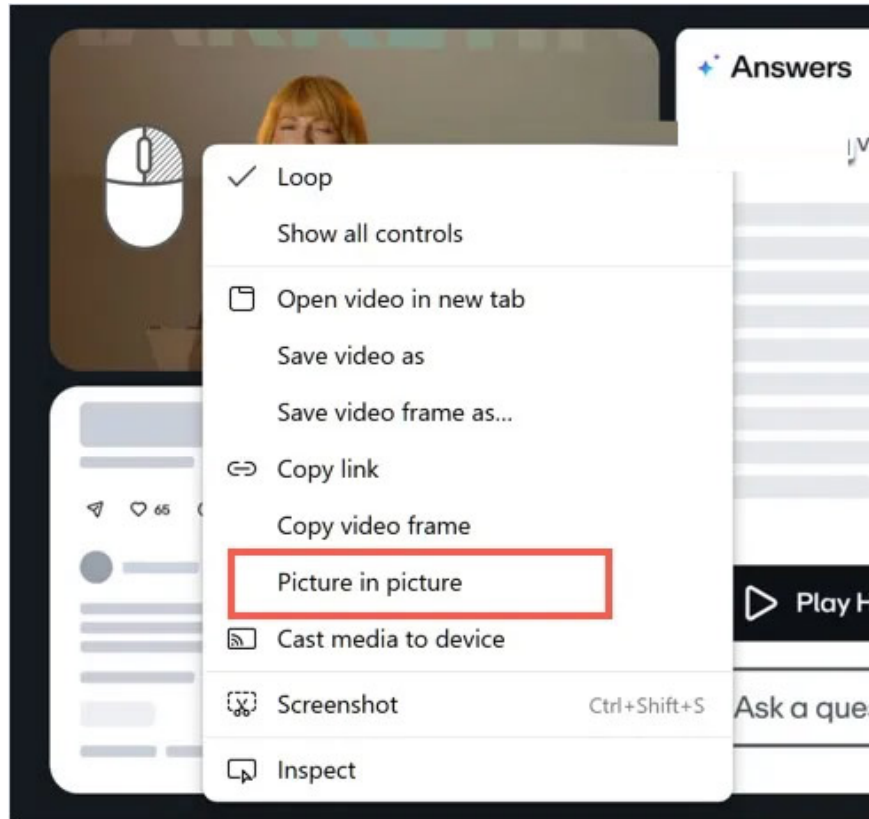 Answers
Loop
Show all controls
Open video in new tab
Save video as
Save video frame as...
Copy link
65
Copy video frame
Picture in picture
Play H
Cast media to device
Screenshot Ctrl+Shift+S
Ask a ques
Inspect